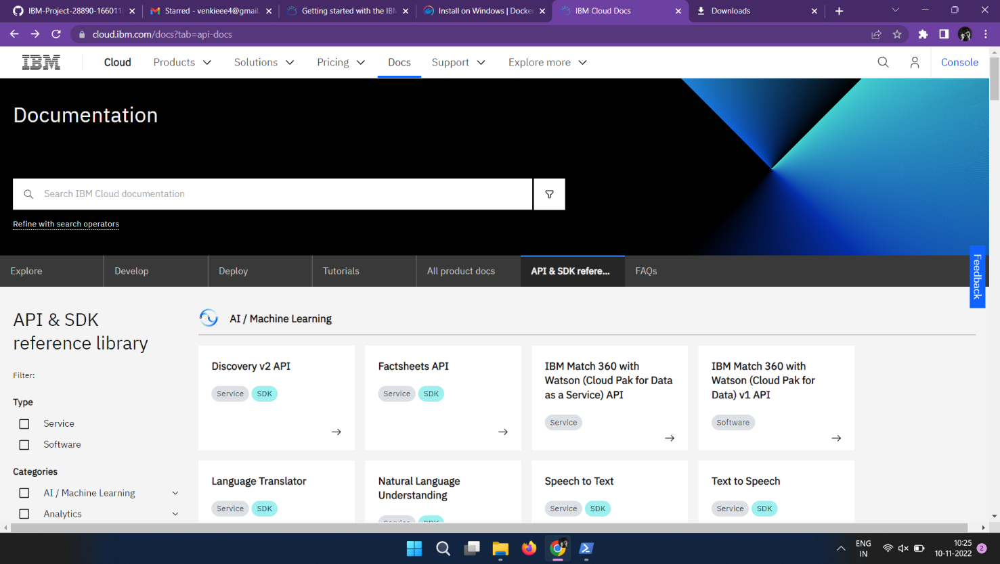 IBM-Project-28890-166011
Starred - venkieee4@gmail.
Getting started with the IBM
Install on Windows | Docker
IBM Cloud Docs
Downloads
cloud.ibm.com/docs?tab=api-docs
IBM
Cloud
Products
Solutions
Pricing
Docs
Support
Explore more
Console
Documentation
Search IBM Cloud documentation
Refine with search operators
Feedback
Explore
Develop
Deploy
Tutorials
All product docs
API & SDK refere...
FAQs
API & SDK
reference library
Filter:
Type
Service
Software
Categories
AI / Machine Learning
Analytics
AI / Machine Learning
Discovery v2 API
Service SDK
Factsheets API
Service SDK
IBM Match 360 with
Watson (Cloud Pak for Data
as a Service) API
Service
IBM Match 360 with
Watson (Cloud Pak for
Data) v1 API
Software
Language Translator
Service SDK
Natural Language
Understanding
Service SDK
Speech to Text
Service SDK
Text to Speech
Service SDK
ENG
IN
10:25
10-11-2022
2